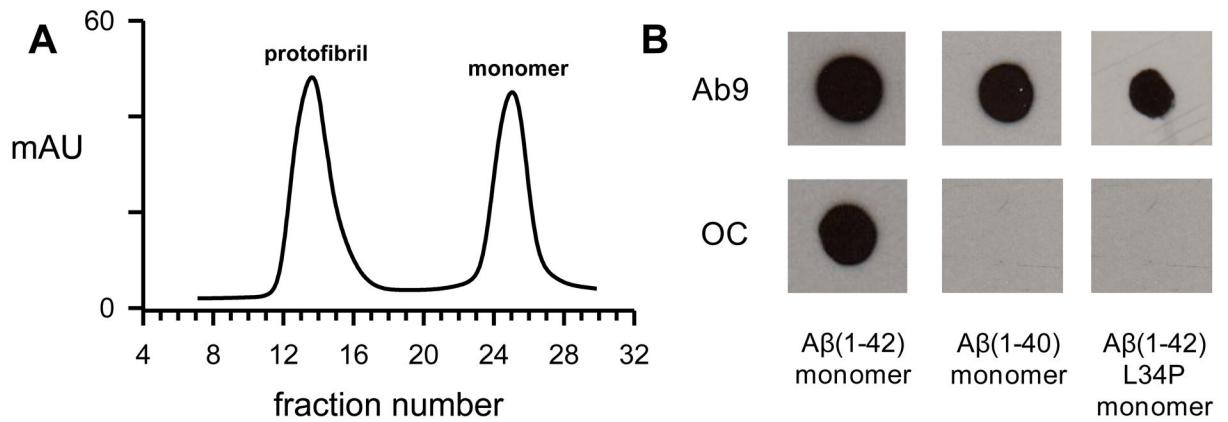 A
60
mAU
0
protofibril
monomer
4 8 12 16 20 24 28 32
fraction number
B
Ab9
OC
Aβ(1-42)
monomer
Aβ(1-40)
monomer
Aβ(1-42)
L34P
monomer